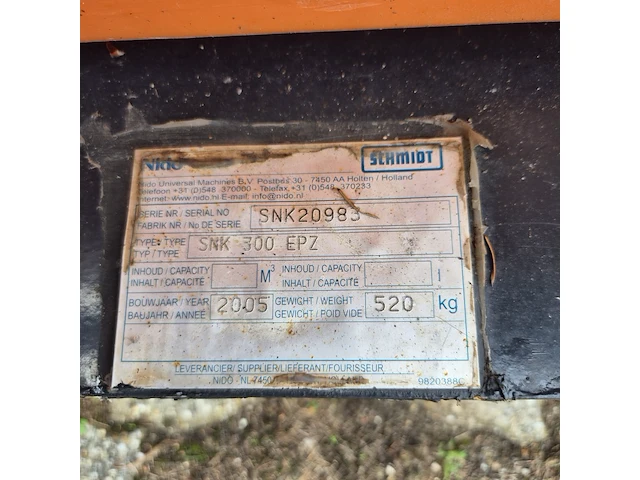 Nido SCHMIDT
Nido Universal Machines B.V. Postbus 30 - 7450 AA Holten / Holland
Telefoon +31 (0)548 370000 - Telefax +31 (0)548 370233
Internet: www.nido.nl E-mail: info@nido.nl
SERIE NR / SERIAL NO SNK20983
FABRIK NR / No DE SERIE
TYPE: TYPE SNK 300 EPZ
TYP / TYPE
INHOUD / CAPACITY M³ INHOUD / CAPACITY l
INHALT / CAPACITE INHALT / CAPACITE
BOUWJAAR / YEAR 2005 GEWICHT / WEIGHT 520 kg
BAUJAHR / ANNEE GEWICHT / POID VIDE
LEVERANCIER/ SUPPLIER/LIEFERANT/FOURISSEUR
NIDO - NL 7450 9820388C